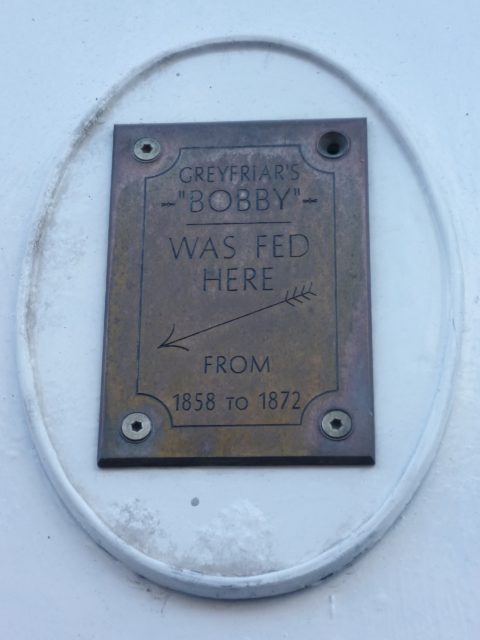 GREYFRIAR'S
"BOBBY"
WAS FED
HERE
FROM
1858 TO 1872